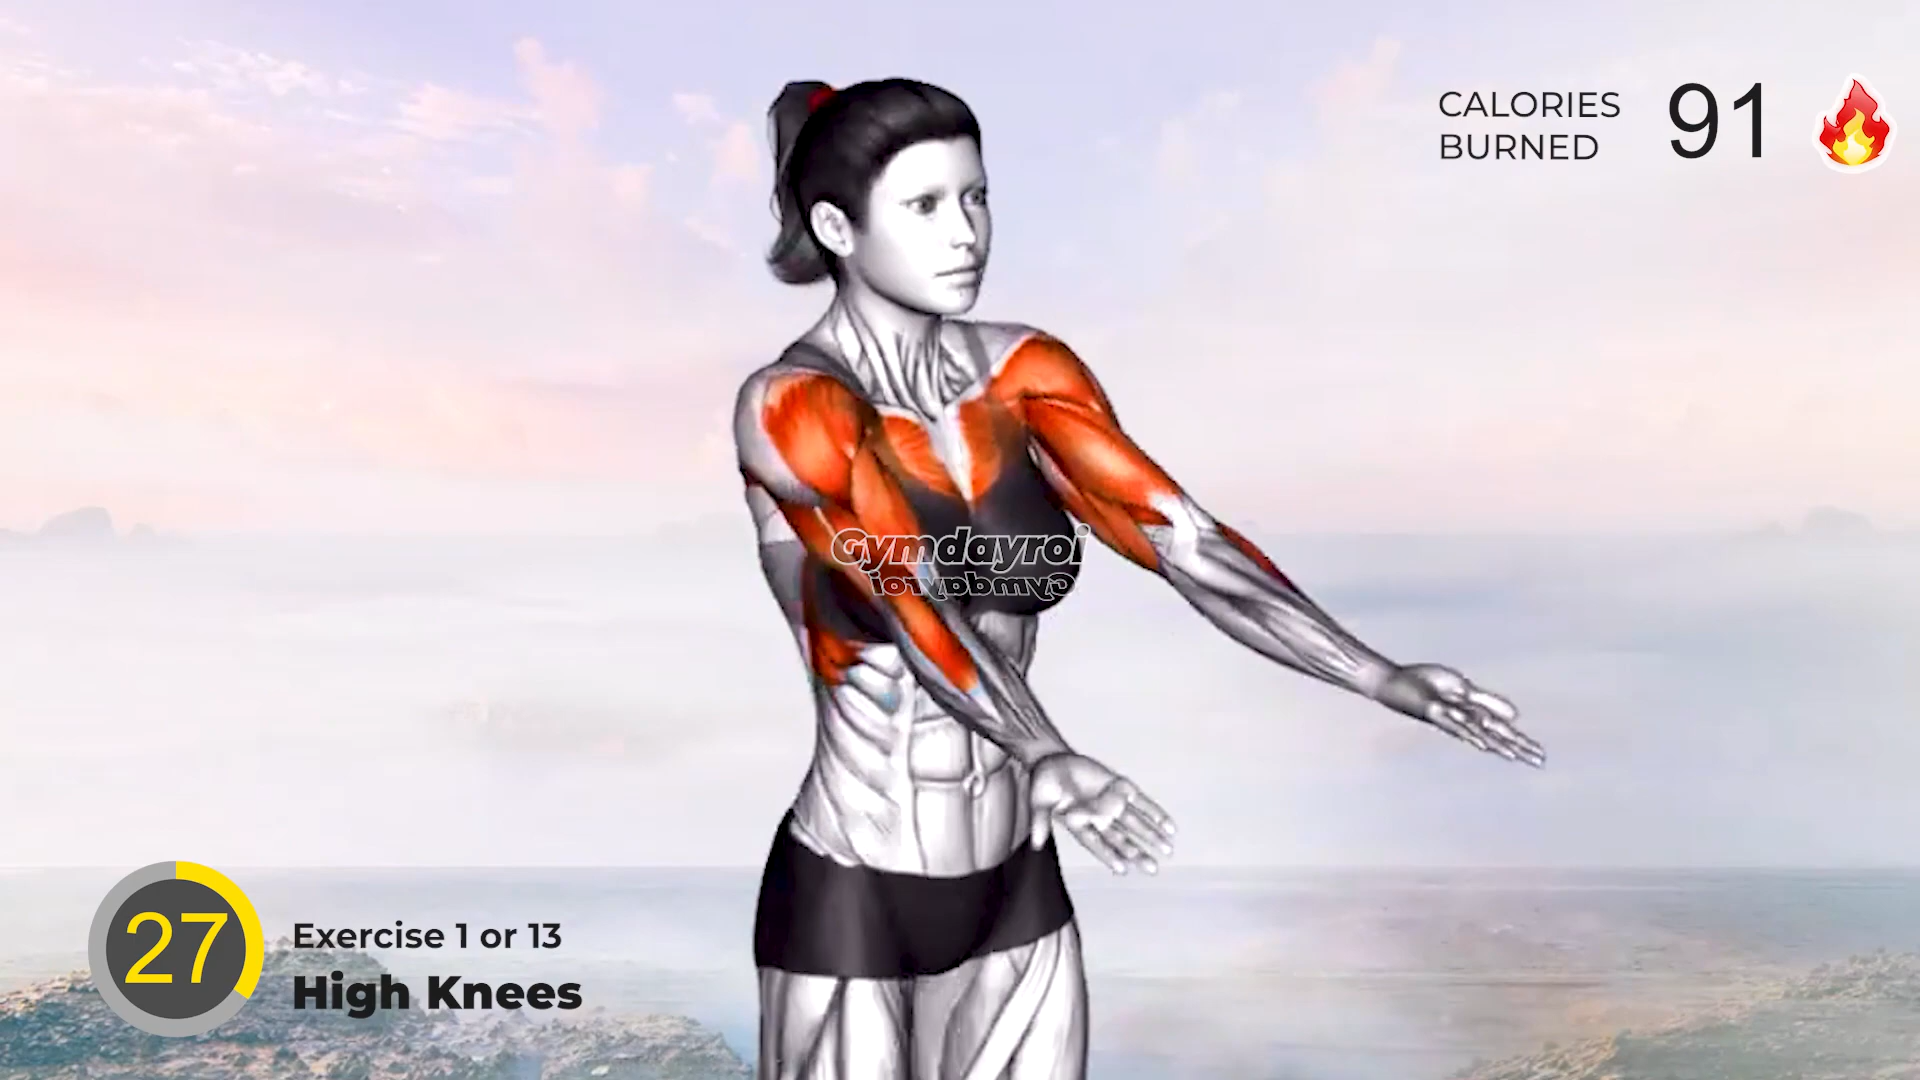 CALORIES
BURNED
91
Gymdayroi
Gymdayroi
27
Exercise 1 or 13
High Knees